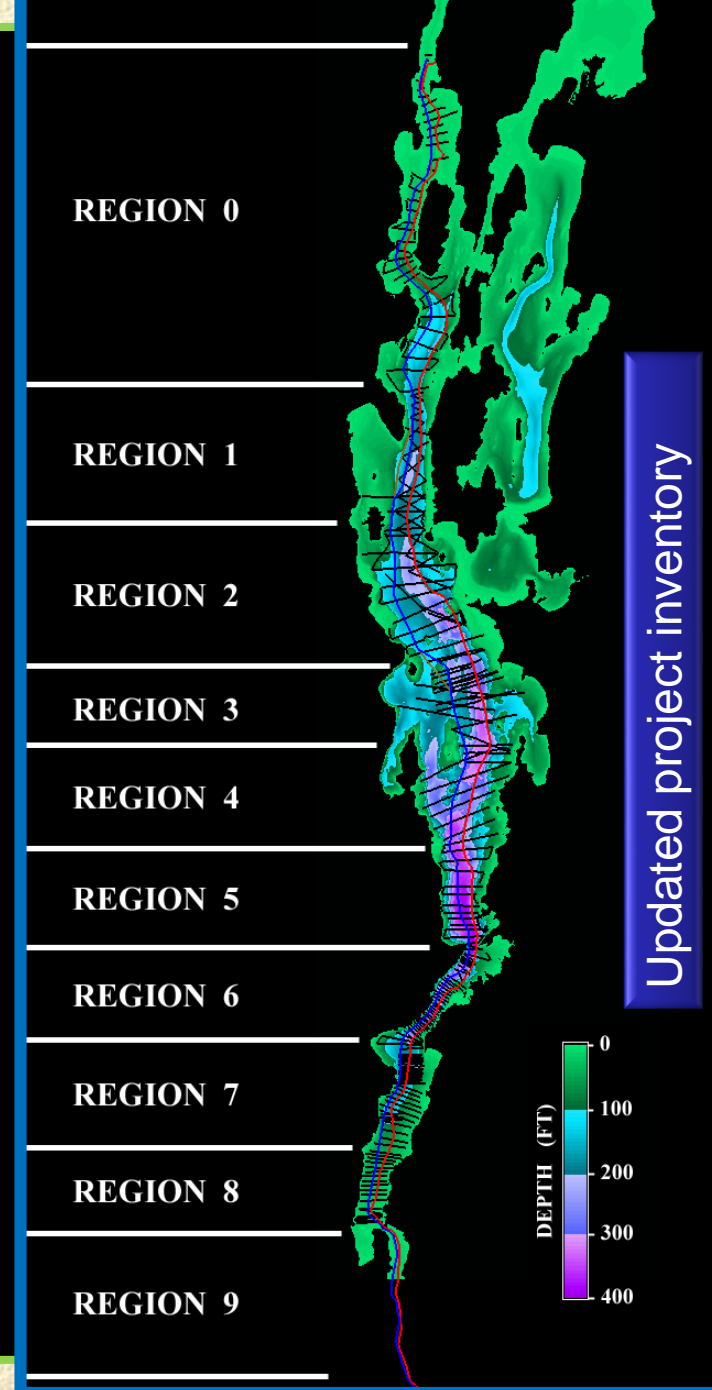 REGION 0
REGION 1
REGION 2
REGION 3
REGION 4
REGION 5
REGION 6
REGION 7
REGION 8
REGION 9
Updated project inventory
DEPTH (FT)
0
100
200
300
400